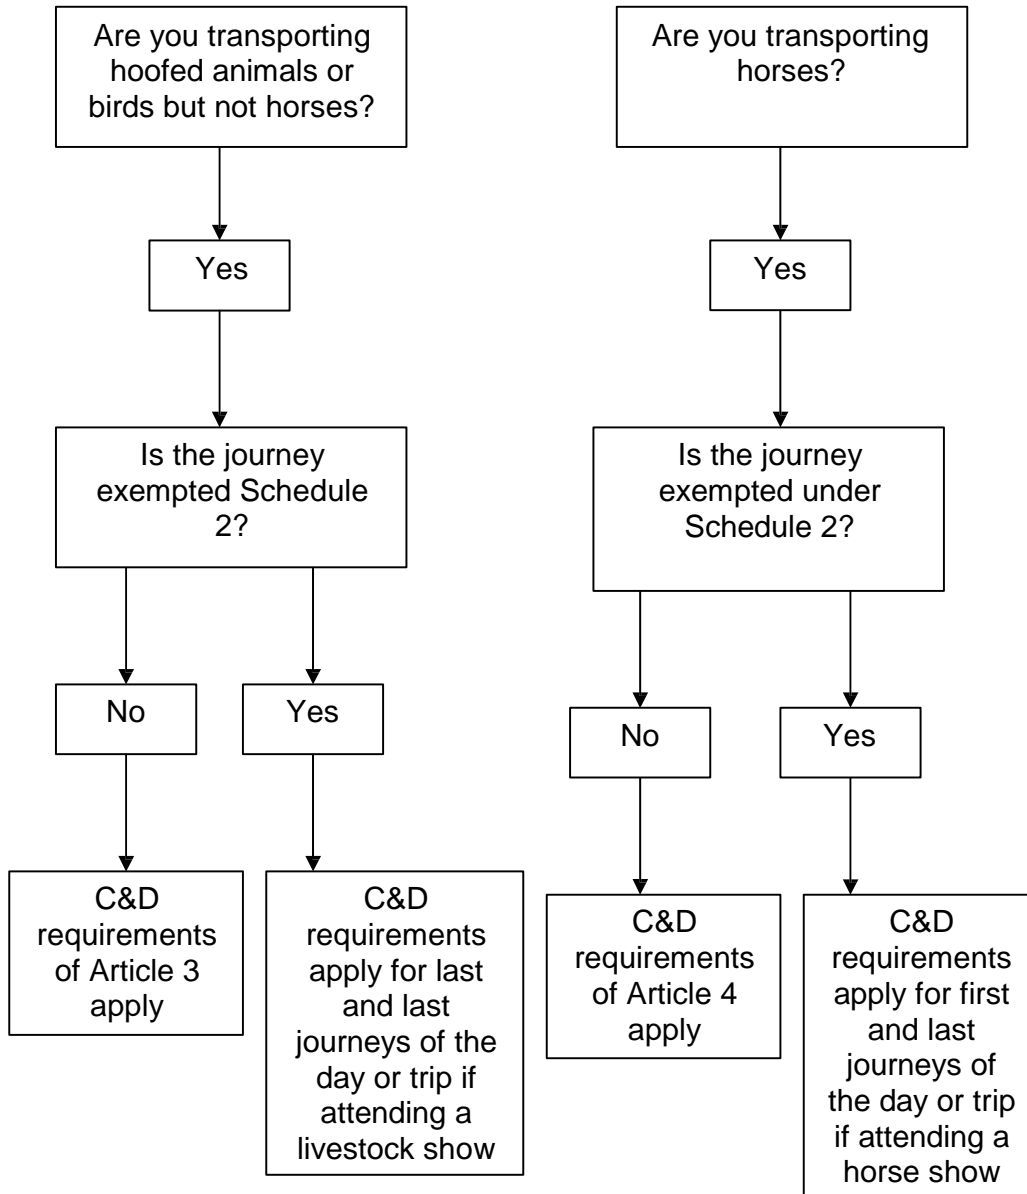 Are you transporting
hoofed animals or
birds but not horses?
Yes
Is the journey
exempted Schedule
2?
No
Yes
C&D
requirements
of Article 3
apply
C&D
requirements
apply for last
and last
journeys of the
day or trip if
attending a
livestock show
Are you transporting
horses?
Yes
Is the journey
exempted under
Schedule 2?
No
Yes
C&D
requirements
of Article 4
apply
C&D
requirements
apply for first
and last
journeys of
the day or trip
if attending a
horse show